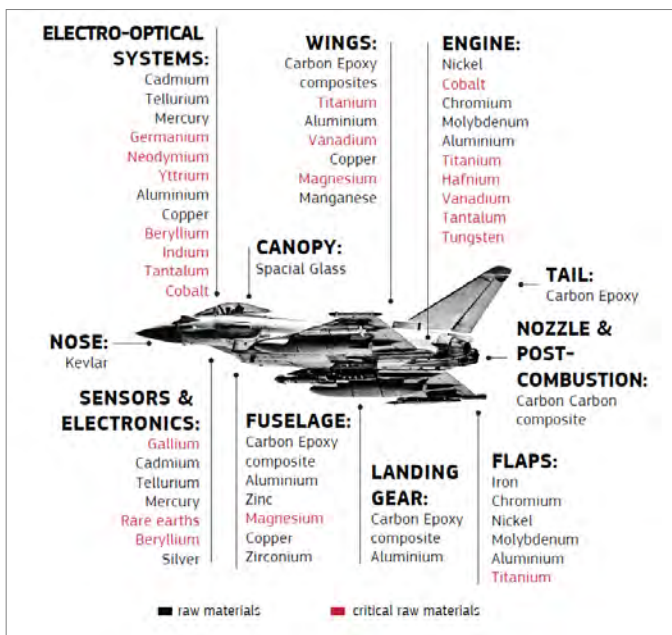 ELECTRO-OPTICAL
SYSTEMS:
Cadmium
Tellurium
Mercury
Germanium
Neodymium
Yttrium
Aluminium
Copper
Beryllium
Indium
Tantalum
Cobalt
WINGS:
Carbon Epoxy
composites
Titanium
Aluminium
Vanadium
Copper
Magnesium
Manganese
ENGINE:
Nickel
Cobalt
Chromium
Molybdenum
Aluminium
Titanium
Hafnium
Vanadium
Tantalum
Tungsten
CANOPY:
Spacial Glass
TAIL:
Carbon Epoxy
NOSE:
Kevlar
NOZZLE &
POST-
COMBUSTION:
Carbon Carbon
composite
SENSORS &
ELECTRONICS:
Gallium
Cadmium
Tellurium
Mercury
Rare earths
Beryllium
Silver
FUSELAGE:
Carbon Epoxy
composite
Aluminium
Zinc
Magnesium
Copper
Zirconium
LANDING
GEAR:
Carbon Epoxy
composite
Aluminium
FLAPS:
Iron
Chromium
Nickel
Molybdenum
Aluminium
Titanium
raw materials
critical raw materials